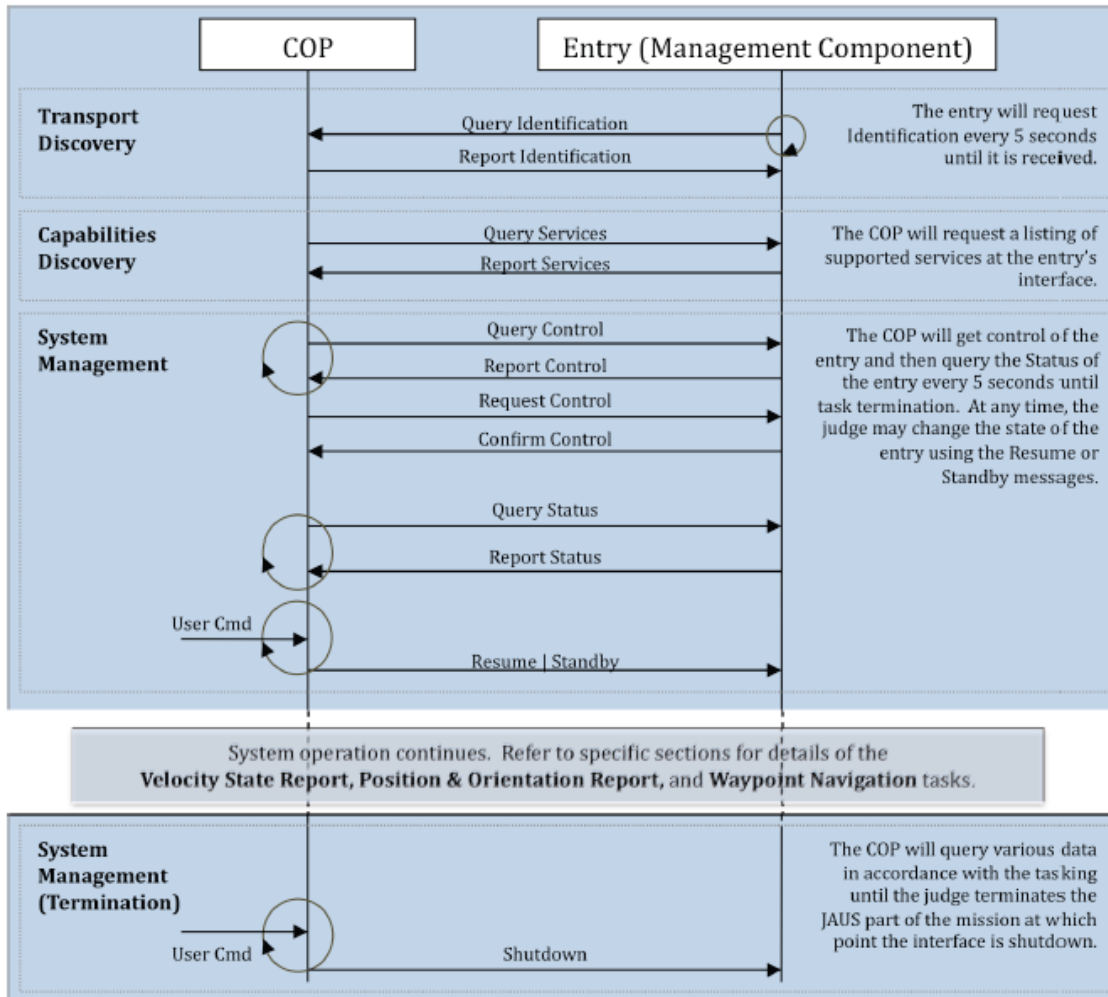 COP
Entry (Management Component)
Transport
Discovery
Query Identification
Report Identification
The entry will request
Identification every 5 seconds
until it is received.
Capabilities
Discovery
Query Services
Report Services
The COP will request a listing of
supported services at the entry's
interface.
System
Management
Query Control
Report Control
Request Control
Confirm Control
Query Status
Report Status
User Cmd
Resume | Standby
The COP will get control of the
entry and then query the Status of
the entry every 5 seconds until
task termination. At any time, the
judge may change the state of the
entry using the Resume or
Standby messages.
System operation continues. Refer to specific sections for details of the
Velocity State Report, Position & Orientation Report, and Waypoint Navigation tasks.
System
Management
(Termination)
User Cmd
Shutdown
The COP will query various data
in accordance with the tasking
until the judge terminates the
JAUS part of the mission at which
point the interface is shutdown.